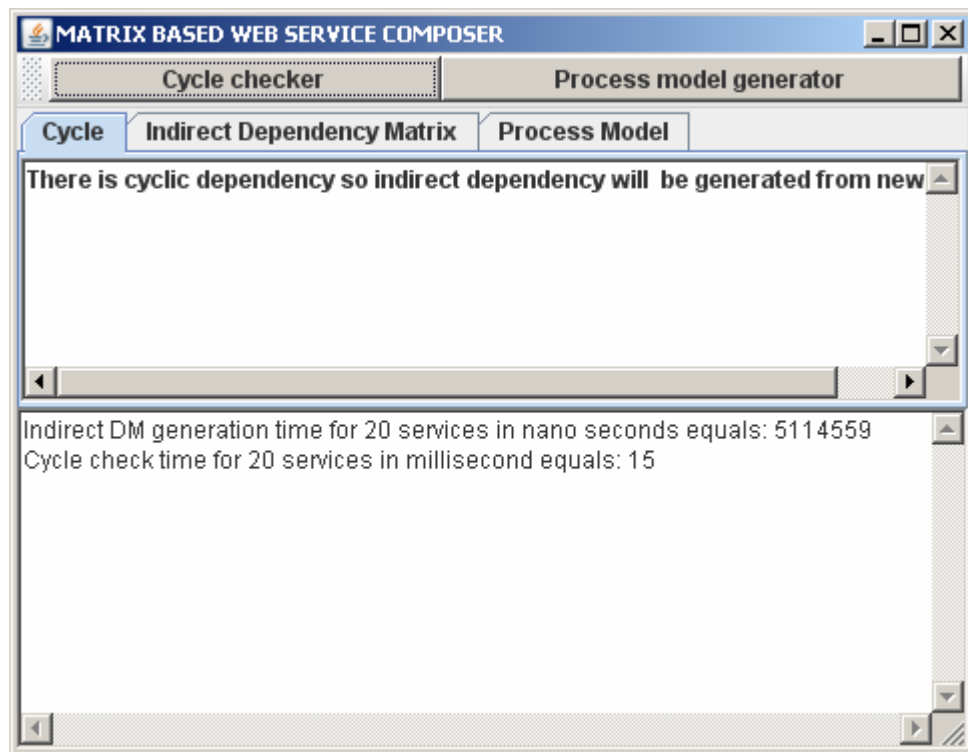 MATRIX BASED WEB SERVICE COMPOSER
Cycle checker Process model generator
Cycle Indirect Dependency Matrix Process Model
There is cyclic dependency so indirect dependency will  be generated from new
Indirect DM generation time for 20 services in nano seconds equals: 5114559
Cycle check time for 20 services in millisecond equals: 15